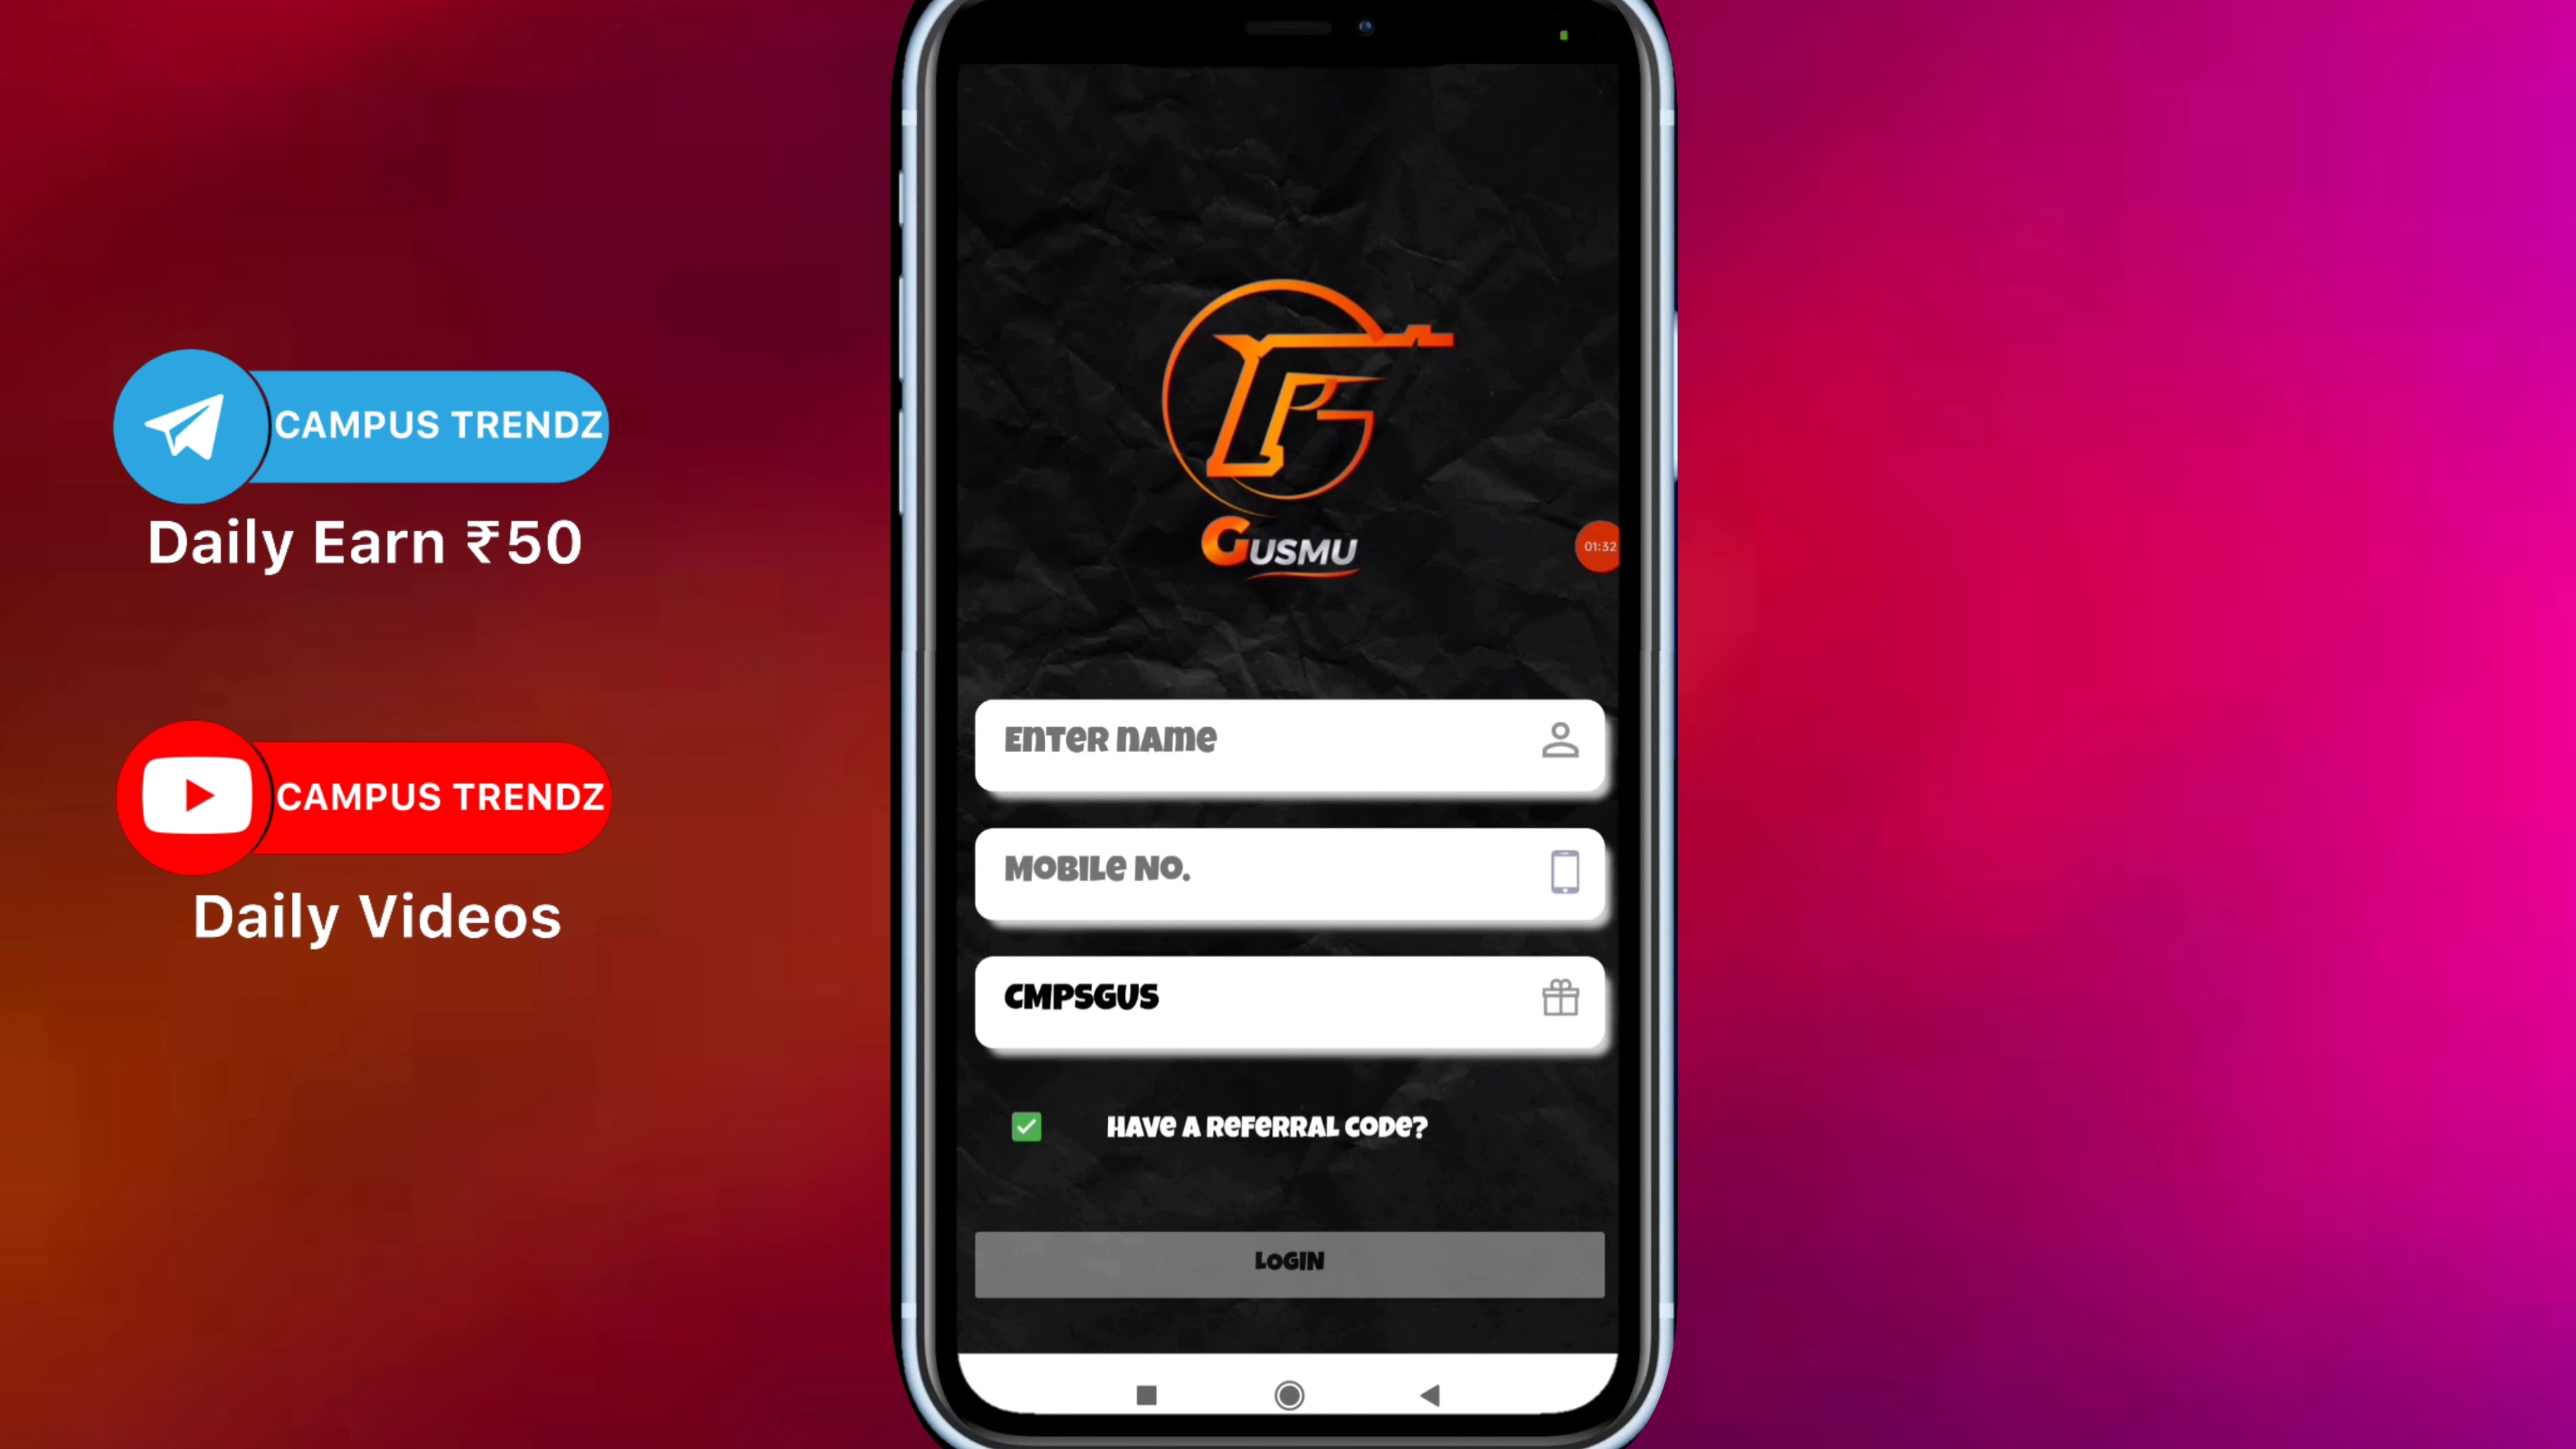 CAMPUS TRENDZ
Daily Earn ₹50
CAMPUS TRENDZ
Daily Videos
GUSMU
01:32
Enter name
Mobile No.
CMPSGUS
Have a referral code?
Login